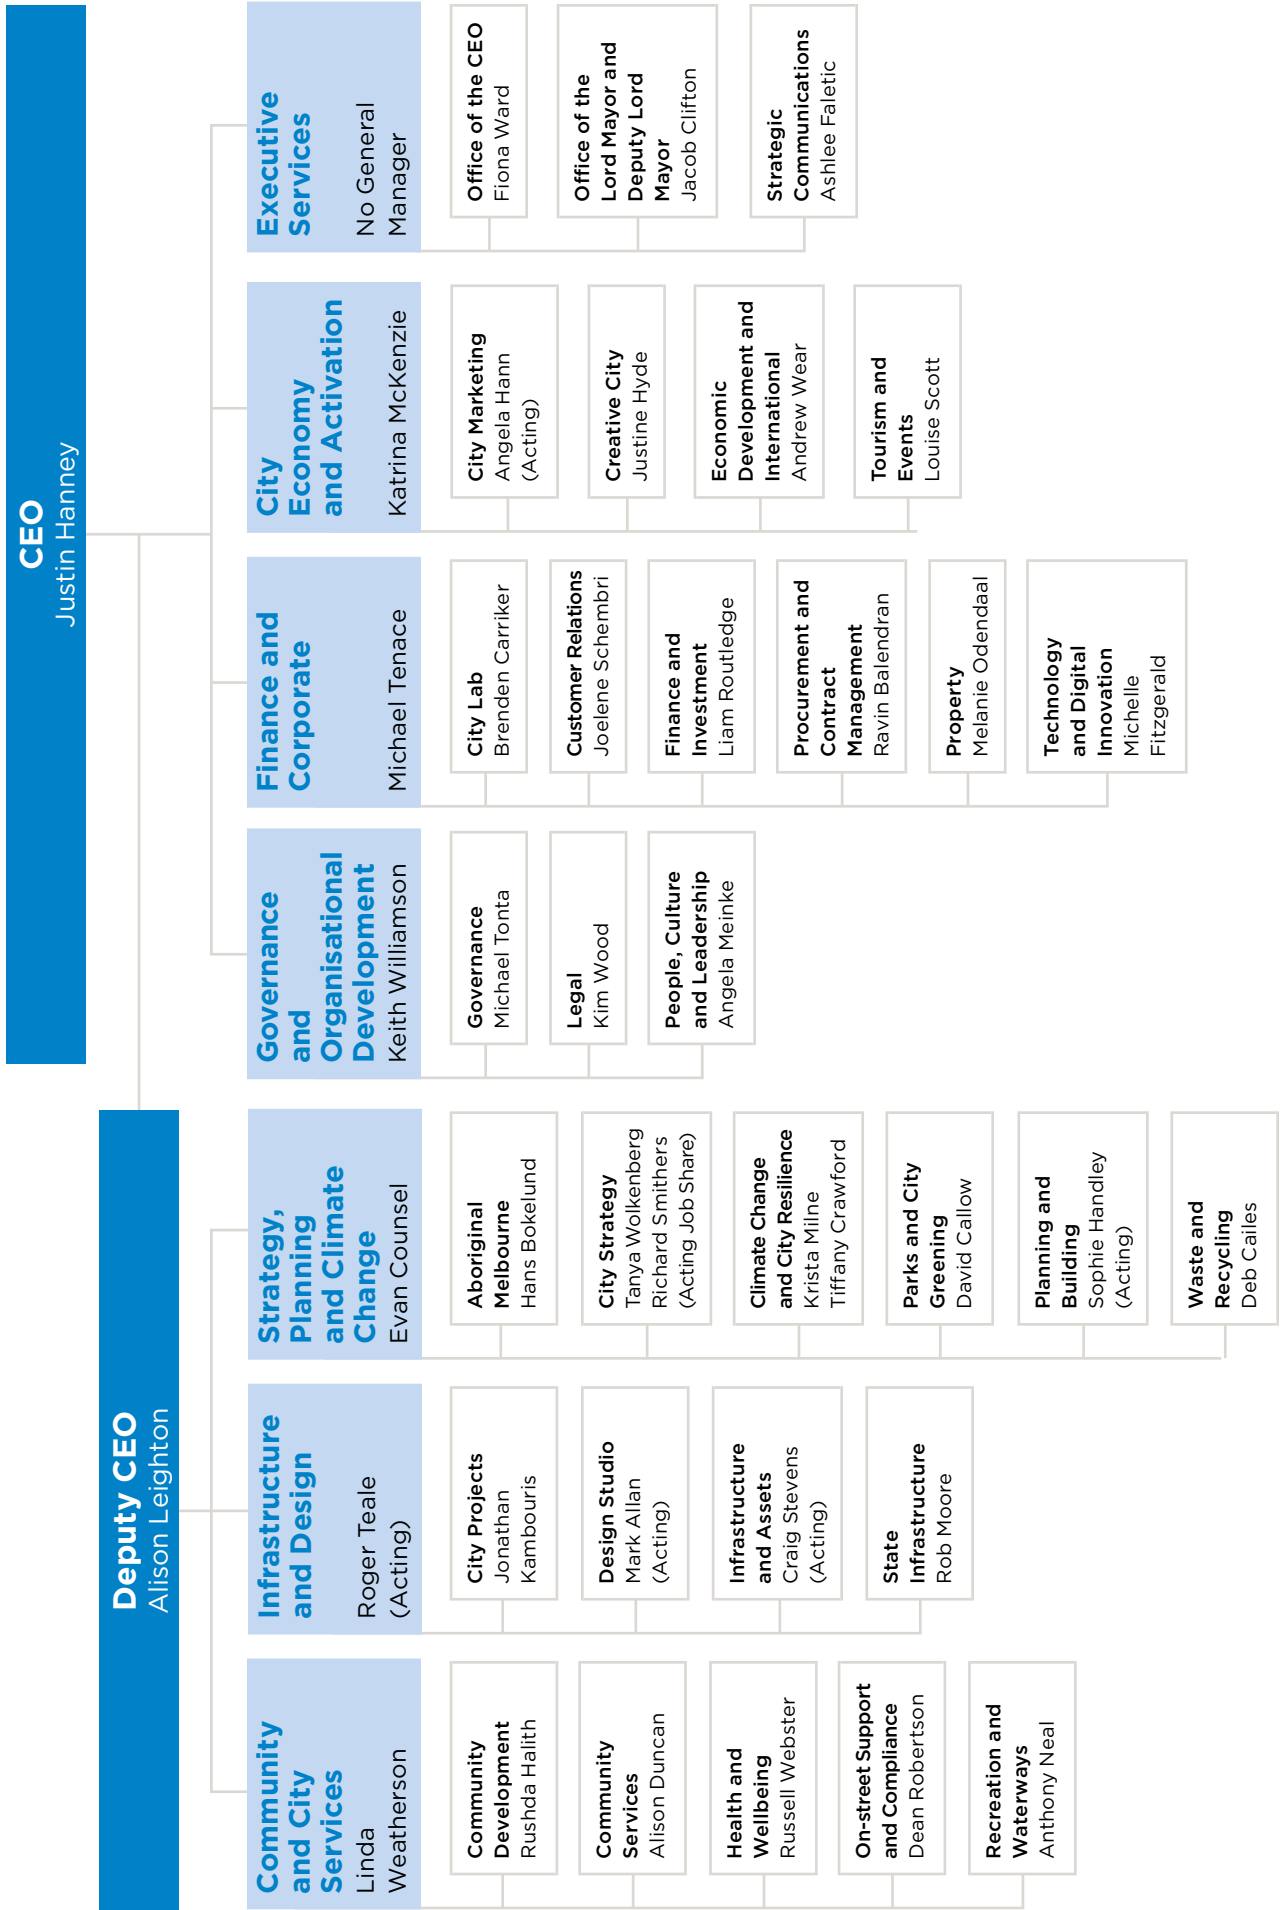 CEO
Justin Hanney
Deputy CEO
Alison Leighton
Community
and City
Services
Linda
Weatherson
Community
Development
Rushda Halith
Community
Services
Alison Duncan
Health and
Wellbeing
Russell Webster
On-street Support
and Compliance
Dean Robertson
Recreation and
Waterways
Anthony Neal
Infrastructure
and Design
Roger Teale
(Acting)
City Projects
Jonathan
Kambouris
Design Studio
Mark Allan
(Acting)
Infrastructure
and Assets
Craig Stevens
(Acting)
State
Infrastructure
Rob Moore
Strategy,
Planning
and Climate
Change
Evan Counsel
Aboriginal
Melbourne
Hans Bokelund
City Strategy
Tanya Wolkenberg
Richard Smithers
(Acting Job Share)
Climate Change
and City Resilience
Krista Milne
Tiffany Crawford
Parks and City
Greening
David Callow
Planning and
Building
Sophie Handley
(Acting)
Waste and
Recycling
Deb Cailes
Governance
and
Organisational
Development
Keith Williamson
Governance
Michael Tonta
Legal
Kim Wood
People, Culture
and Leadership
Angela Meinke
Finance and
Corporate
Michael Tenace
City Lab
Brenden Carriker
Customer Relations
Joelene Schembri
Finance and
Investment
Liam Routledge
Procurement and
Contract
Management
Ravin Balendran
Property
Melanie Odendaal
Technology
and Digital
Innovation
Michelle
Fitzgerald
City
Economy
and Activation
Katrina McKenzie
City Marketing
Angela Hann
(Acting)
Creative City
Justine Hyde
Economic
Development and
International
Andrew Wear
Tourism and
Events
Louise Scott
Executive
Services
No General
Manager
Office of the CEO
Fiona Ward
Office of the
Lord Mayor and
Deputy Lord
Mayor
Jacob Clifton
Strategic
Communications
Ashlee Faletic